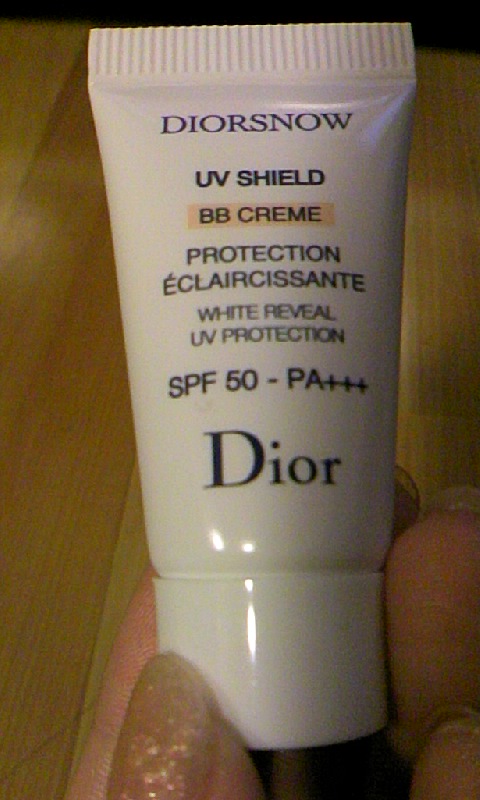 DIORSNOW
UV SHIELD
BB CREME
PROTECTION
ÉCLAIRCISSANTE
WHITE REVEAL
UV PROTECTION
SPF 50 - PA+++
Dior